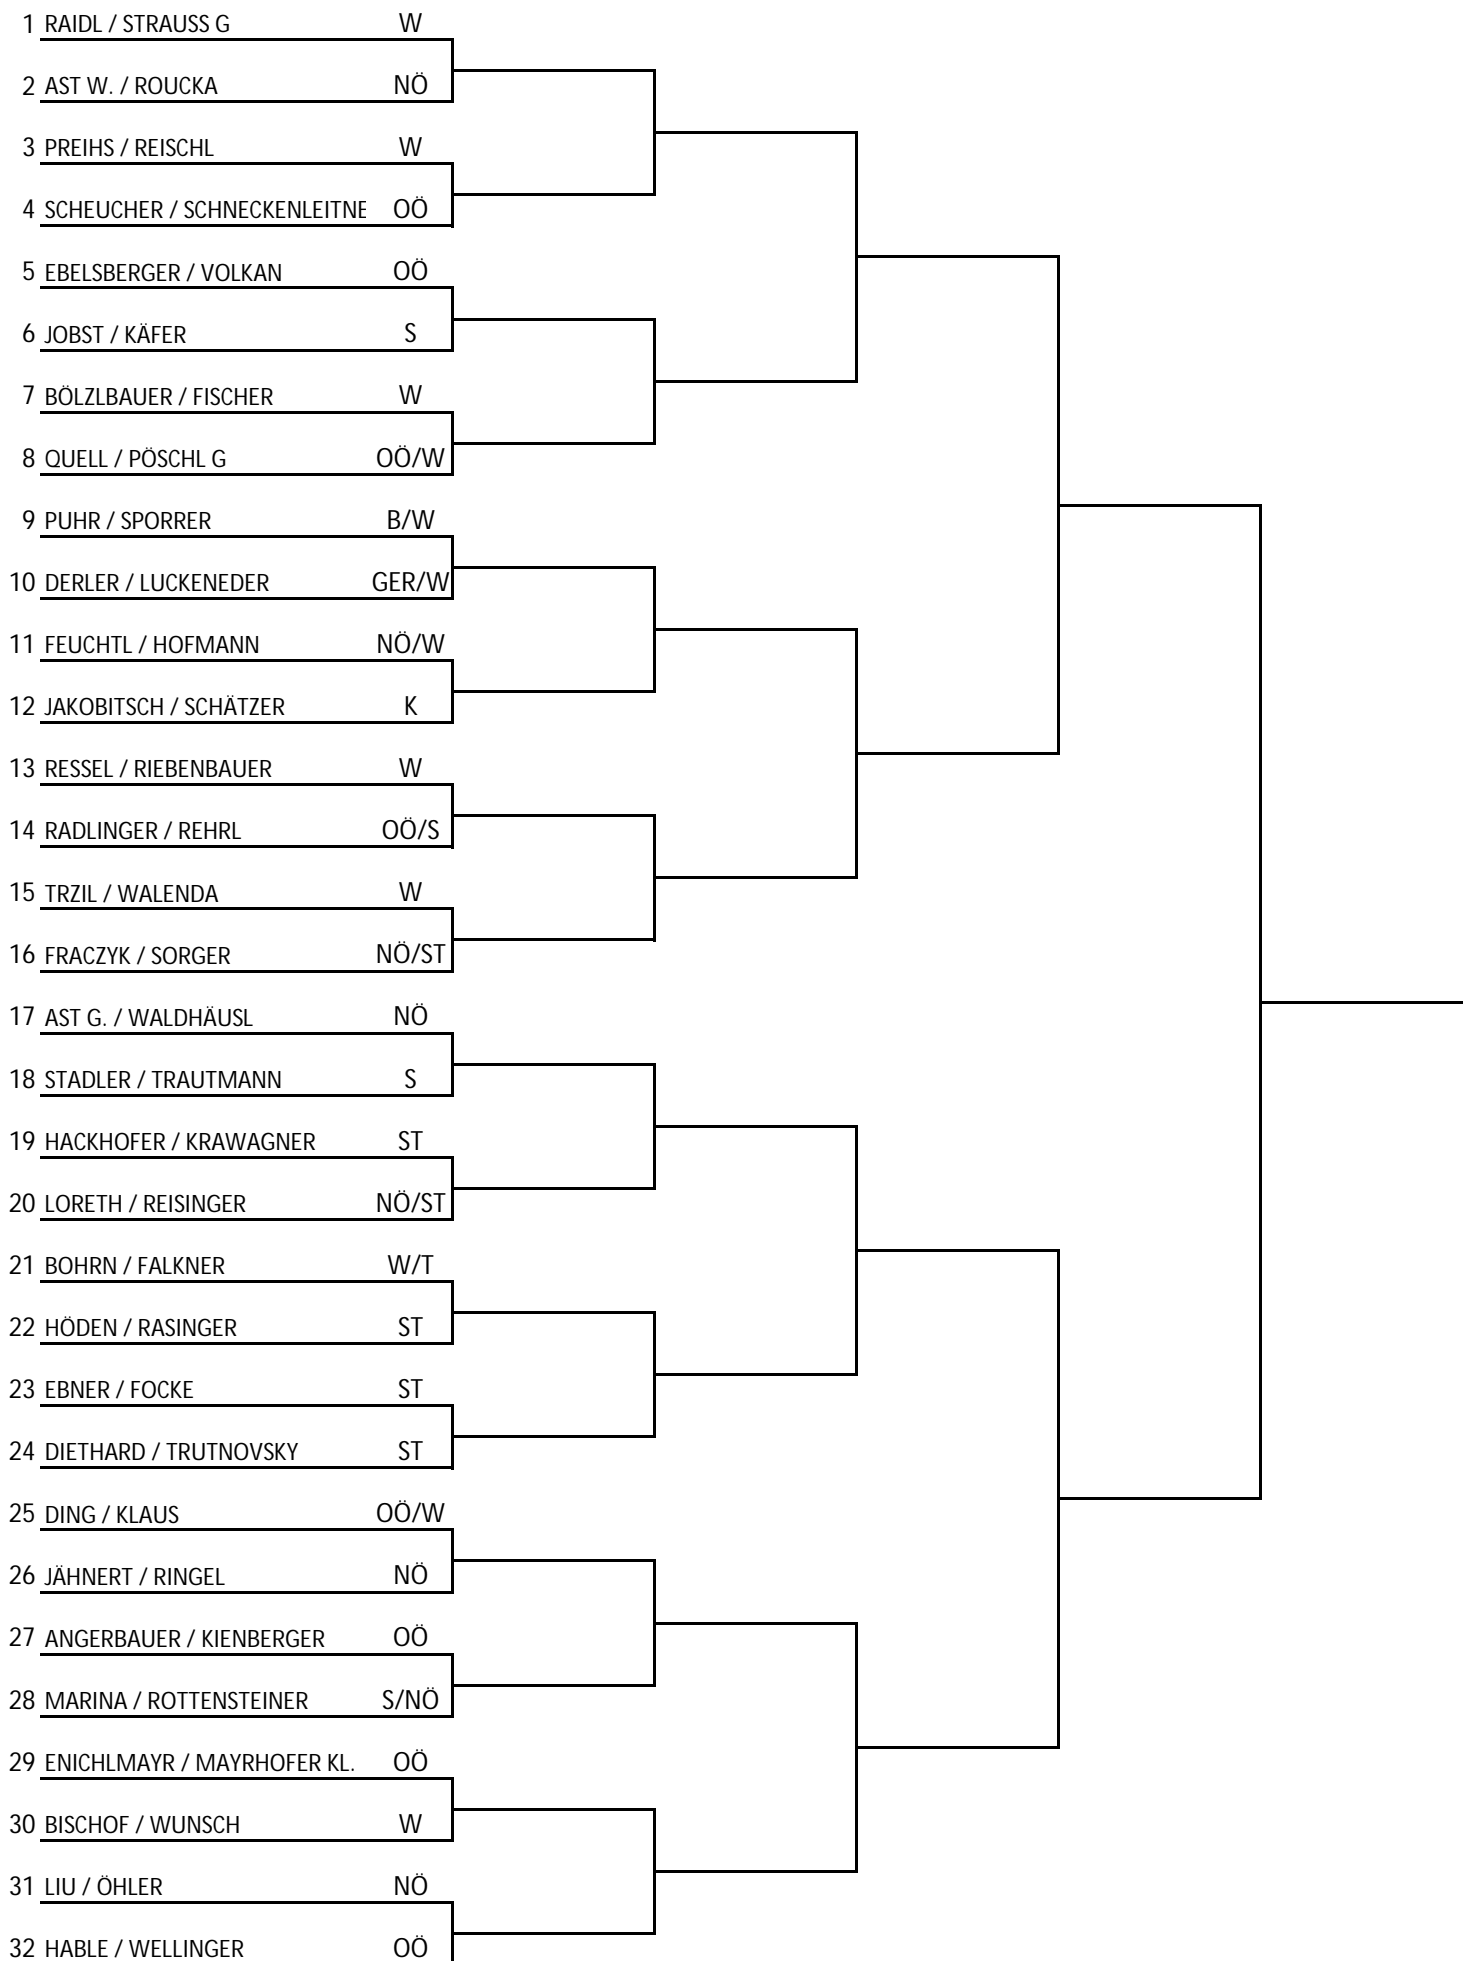 1 RAIDL / STRAUSS G W
2 AST W. / ROUCKA NÖ
3 PREIHS / REISCHL W
4 SCHEUCHER / SCHNECKENLEITNE OÖ
5 EBELSBERGER / VOLKAN OÖ
6 JOBST / KÄFER S
7 BÖLZLBAUER / FISCHER W
8 QUELL / PÖSCHL G OÖ/W
9 PUHR / SPORRER B/W
10 DERLER / LUCKENEDER GER/W
11 FEUCHTL / HOFMANN NÖ/W
12 JAKOBITSCH / SCHÄTZER K
13 RESSEL / RIEBENBAUER W
14 RADLINGER / REHRL OÖ/S
15 TRZIL / WALENDA W
16 FRACZYK / SORGER NÖ/ST
17 AST G. / WALDHÄUSL NÖ
18 STADLER / TRAUTMANN S
19 HACKHOFER / KRAWAGNER ST
20 LORETH / REISINGER NÖ/ST
21 BOHRN / FALKNER W/T
22 HÖDEN / RASINGER ST
23 EBNER / FOCKE ST
24 DIETHARD / TRUTNOVSKY ST
25 DING / KLAUS OÖ/W
26 JÄHNERT / RINGEL NÖ
27 ANGERBAUER / KIENBERGER OÖ
28 MARINA / ROTTENSTEINER S/NÖ
29 ENICHLMAYR / MAYRHOFER KL. OÖ
30 BISCHOF / WUNSCH W
31 LIU / ÖHLER NÖ
32 HABLE / WELLINGER OÖ